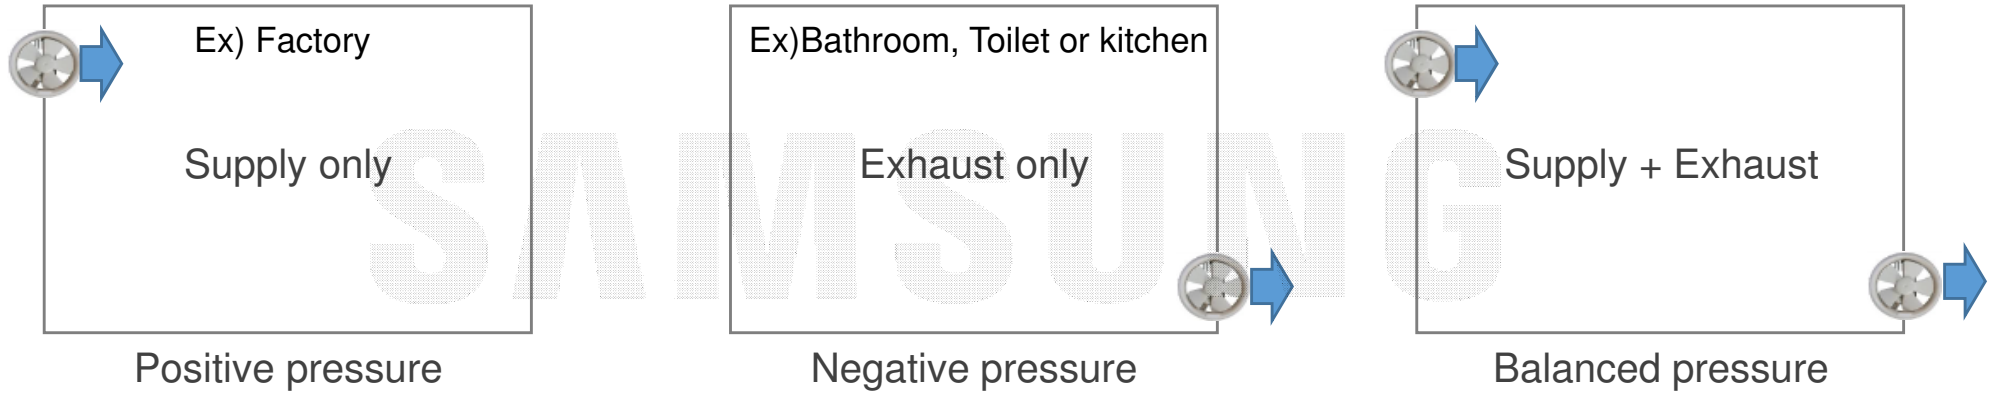 Ex) Factory
Supply only
Positive pressure
Ex)Bathroom, Toilet or kitchen
Exhaust only
Negative pressure
Supply + Exhaust
Balanced pressure
SAMSUNG